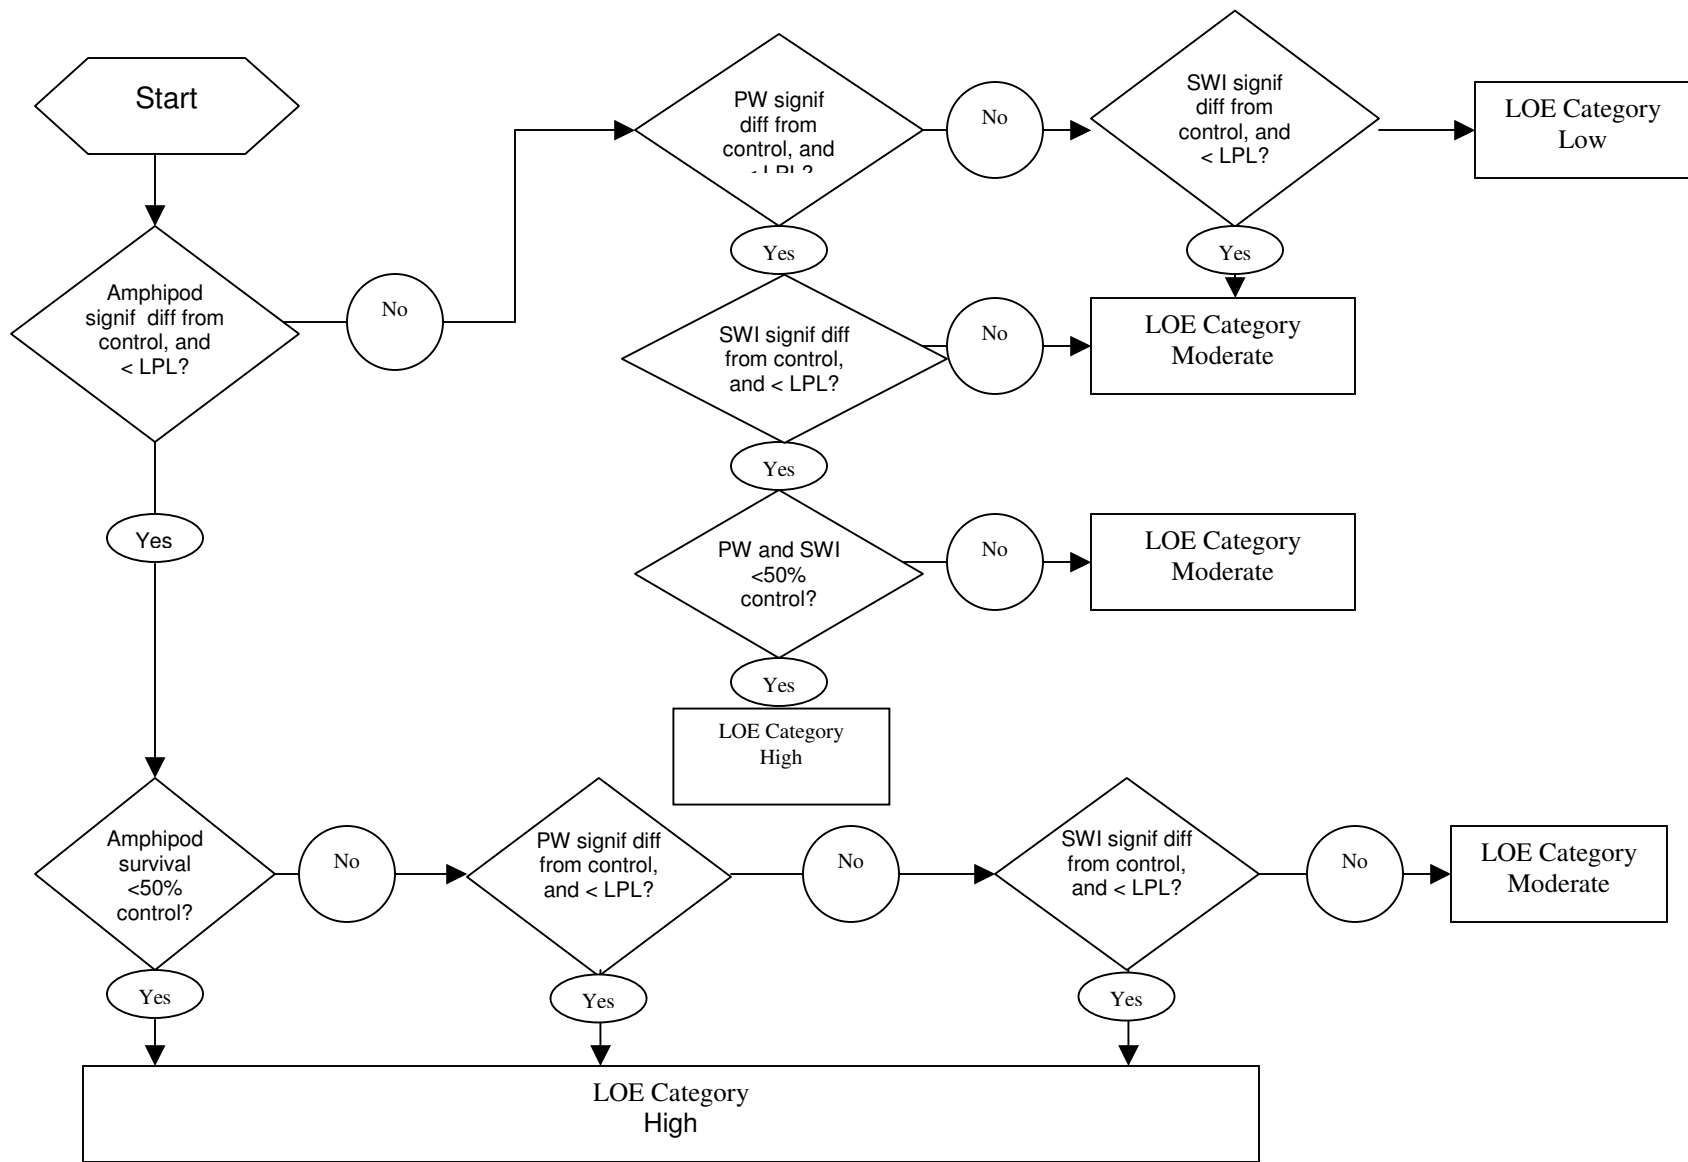 Start
PW signif
diff from
control, and
< LPL?
No
SWI signif
diff from
control, and
< LPL?
LOE Category
Low
Yes
Yes
Amphipod
signif  diff from
control, and
< LPL?
No
SWI signif diff
from control,
and < LPL?
No
LOE Category
Moderate
Yes
Yes
PW and SWI
<50%
control?
No
LOE Category
Moderate
Yes
LOE Category
High
Amphipod
survival
<50%
control?
No
PW signif diff
from control,
and < LPL?
No
SWI signif diff
from control,
and < LPL?
No
LOE Category
Moderate
Yes
Yes
Yes
LOE Category
High